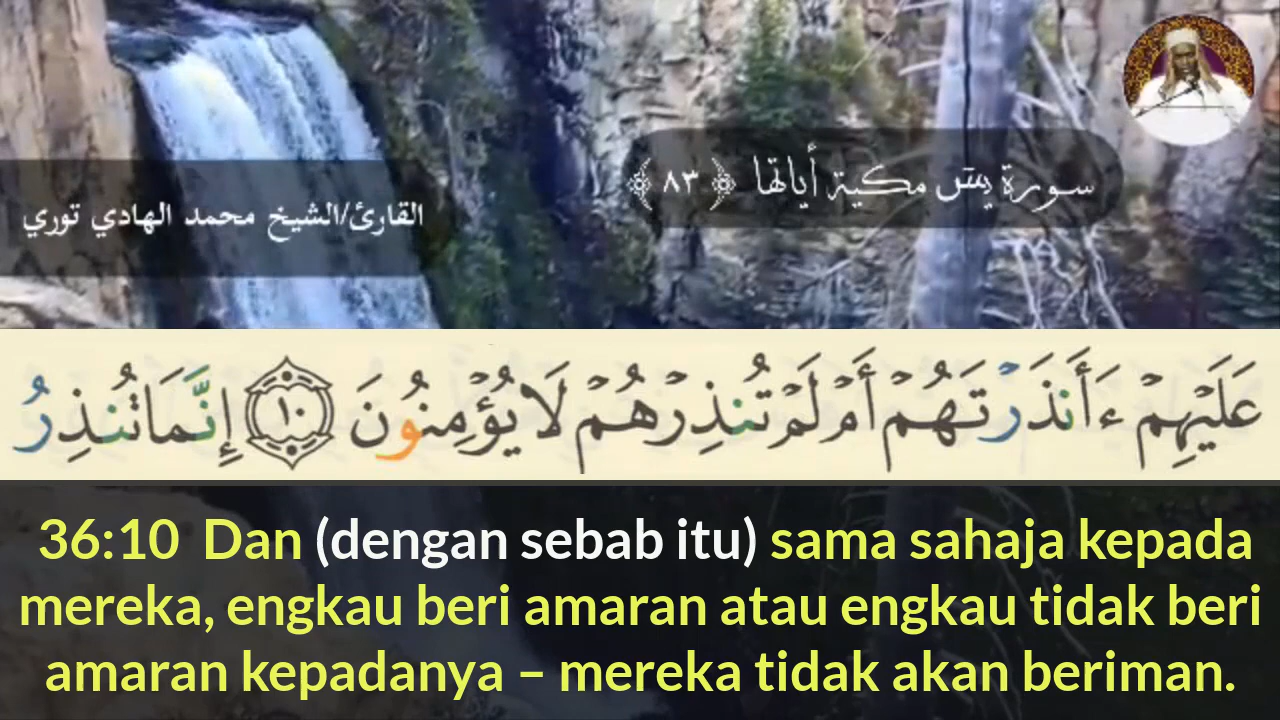 سورة يس مكية أياتها ﴿٨٣﴾
القارئ/الشيخ محمد الهادي توري
عَلَيْهِمْ ءَأَنذَرْتَهُمْ أَمْ لَمْ تُنذِرْهُمْ لَا يُؤْمِنُونَ ١٠ إِنَّمَا تُنذِرُ
36:10 Dan (dengan sebab itu) sama sahaja kepada
mereka, engkau beri amaran atau engkau tidak beri
amaran kepadanya – mereka tidak akan beriman.